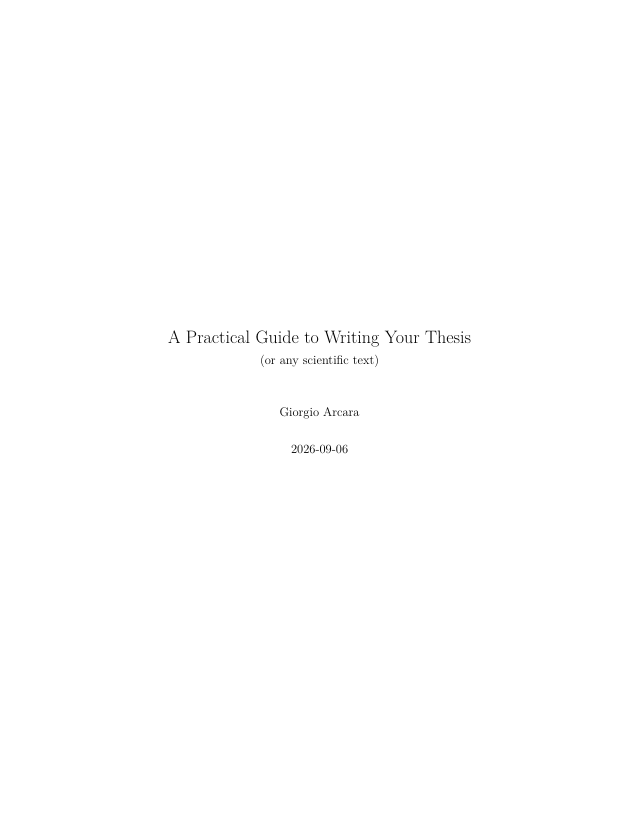 A Practical Guide to Writing Your Thesis
(or any scientific text)
Giorgio Arcara
2026-09-06